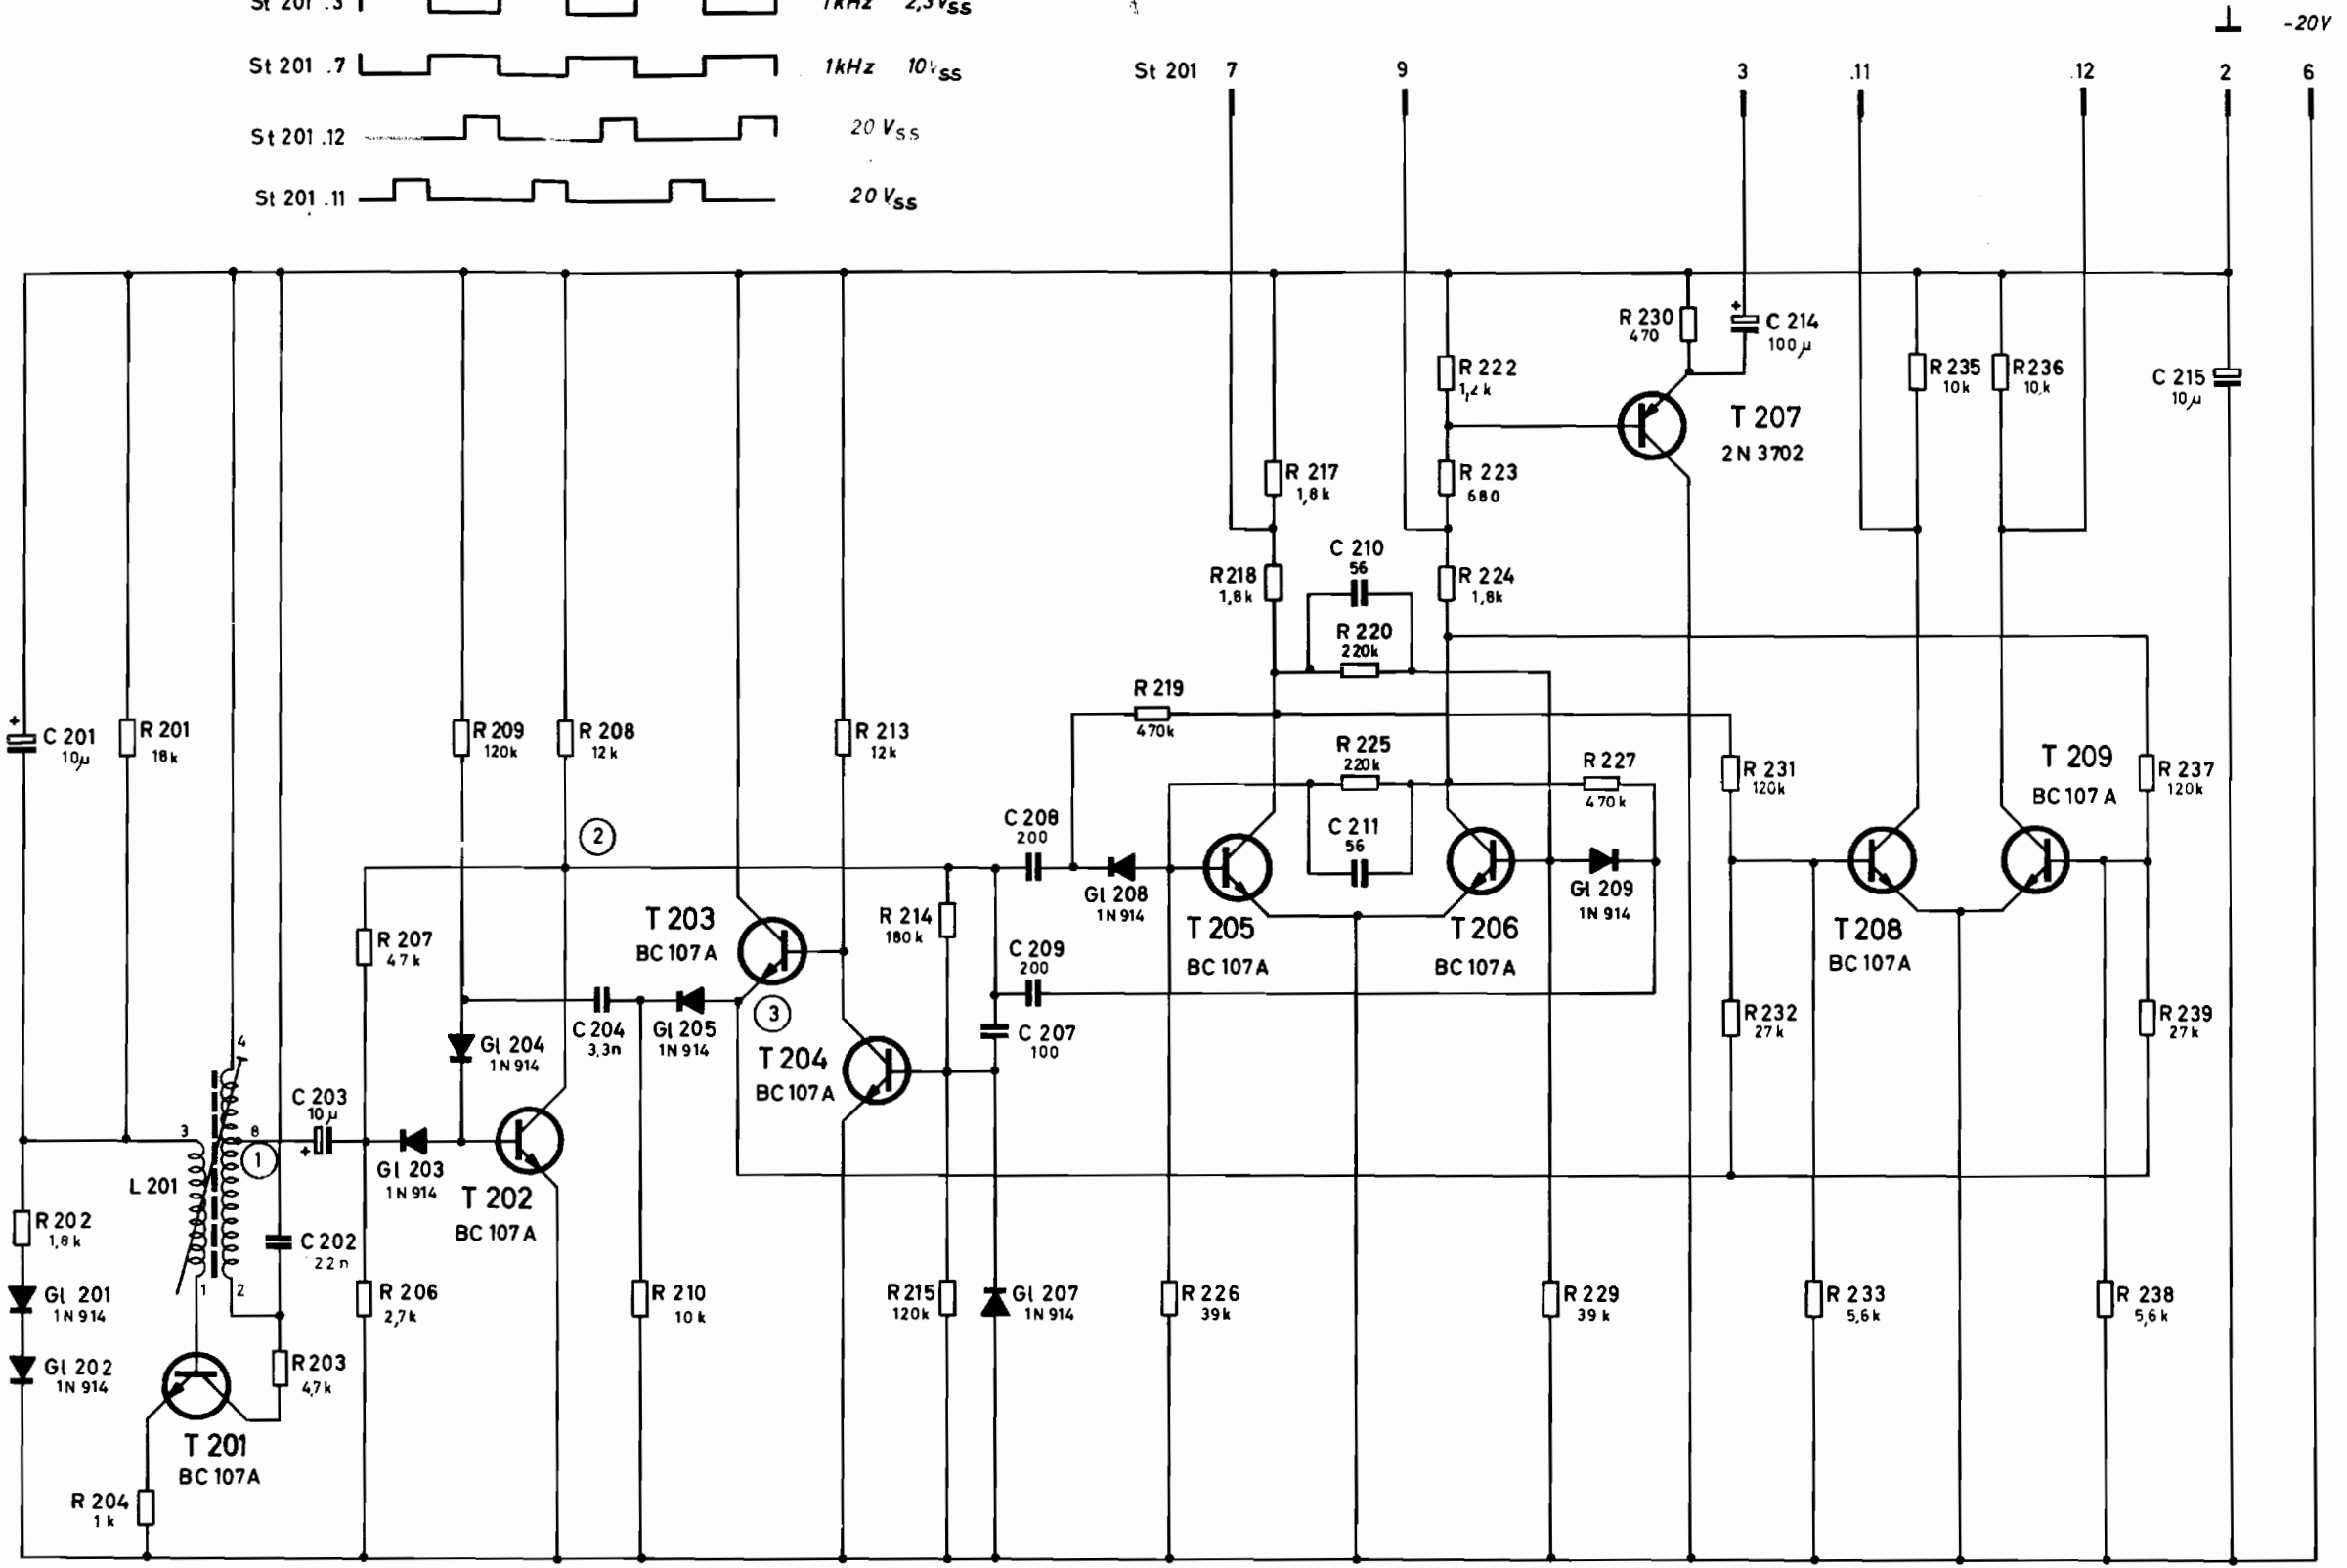 St 201 .3 1kHz 2,5 Vss
-20V
St 201 .7 1kHz 10Vss
St 201 7 9 3 .11 .12 2 6
St 201 .12 20 Vss
St 201 .11 20 Vss
+
R 230
470
C 214
100µ
R 222
1,2 k
R 235
10k
R236
10k
C 215
10µ
T 207
2N 3702
R 217
1,8k
R 223
680
C 210
56
R218
1,8k
R 224
1,8k
R 220
220k
R 219
470k
+
C 201
10µ
R 201
18k
R 209
120k
R 208
12k
R 213
12k
R 225
220k
R 227
470k
R 231
120k
T 209
BC 107 A
R 237
120k
2
C 208
200
C 211
56
Gl 208
1N 914
Gl 209
1N 914
T 203
BC 107 A
R 214
180k
T 205
BC 107A
T 206
BC 107A
T 208
BC 107A
R 207
47k
C 209
200
C 204
3,3n
Gl 205
1N 914
3
R 232
27k
R 239
27k
4
Gl 204
1N 914
T 204
BC 107A
C 207
100
C 203
10µ
+
3
8
1
Gl 203
1N 914
L 201
T 202
BC 107A
R 202
1,8k
C 202
22n
1
2
Gl 201
1N 914
R 206
2,7k
R 210
10k
R 215
120k
Gl 207
1N 914
R 226
39k
R 229
39k
R 233
5,6k
R 238
5,6k
Gl 202
1N 914
R 203
4,7k
T 201
BC 107A
R 204
1k